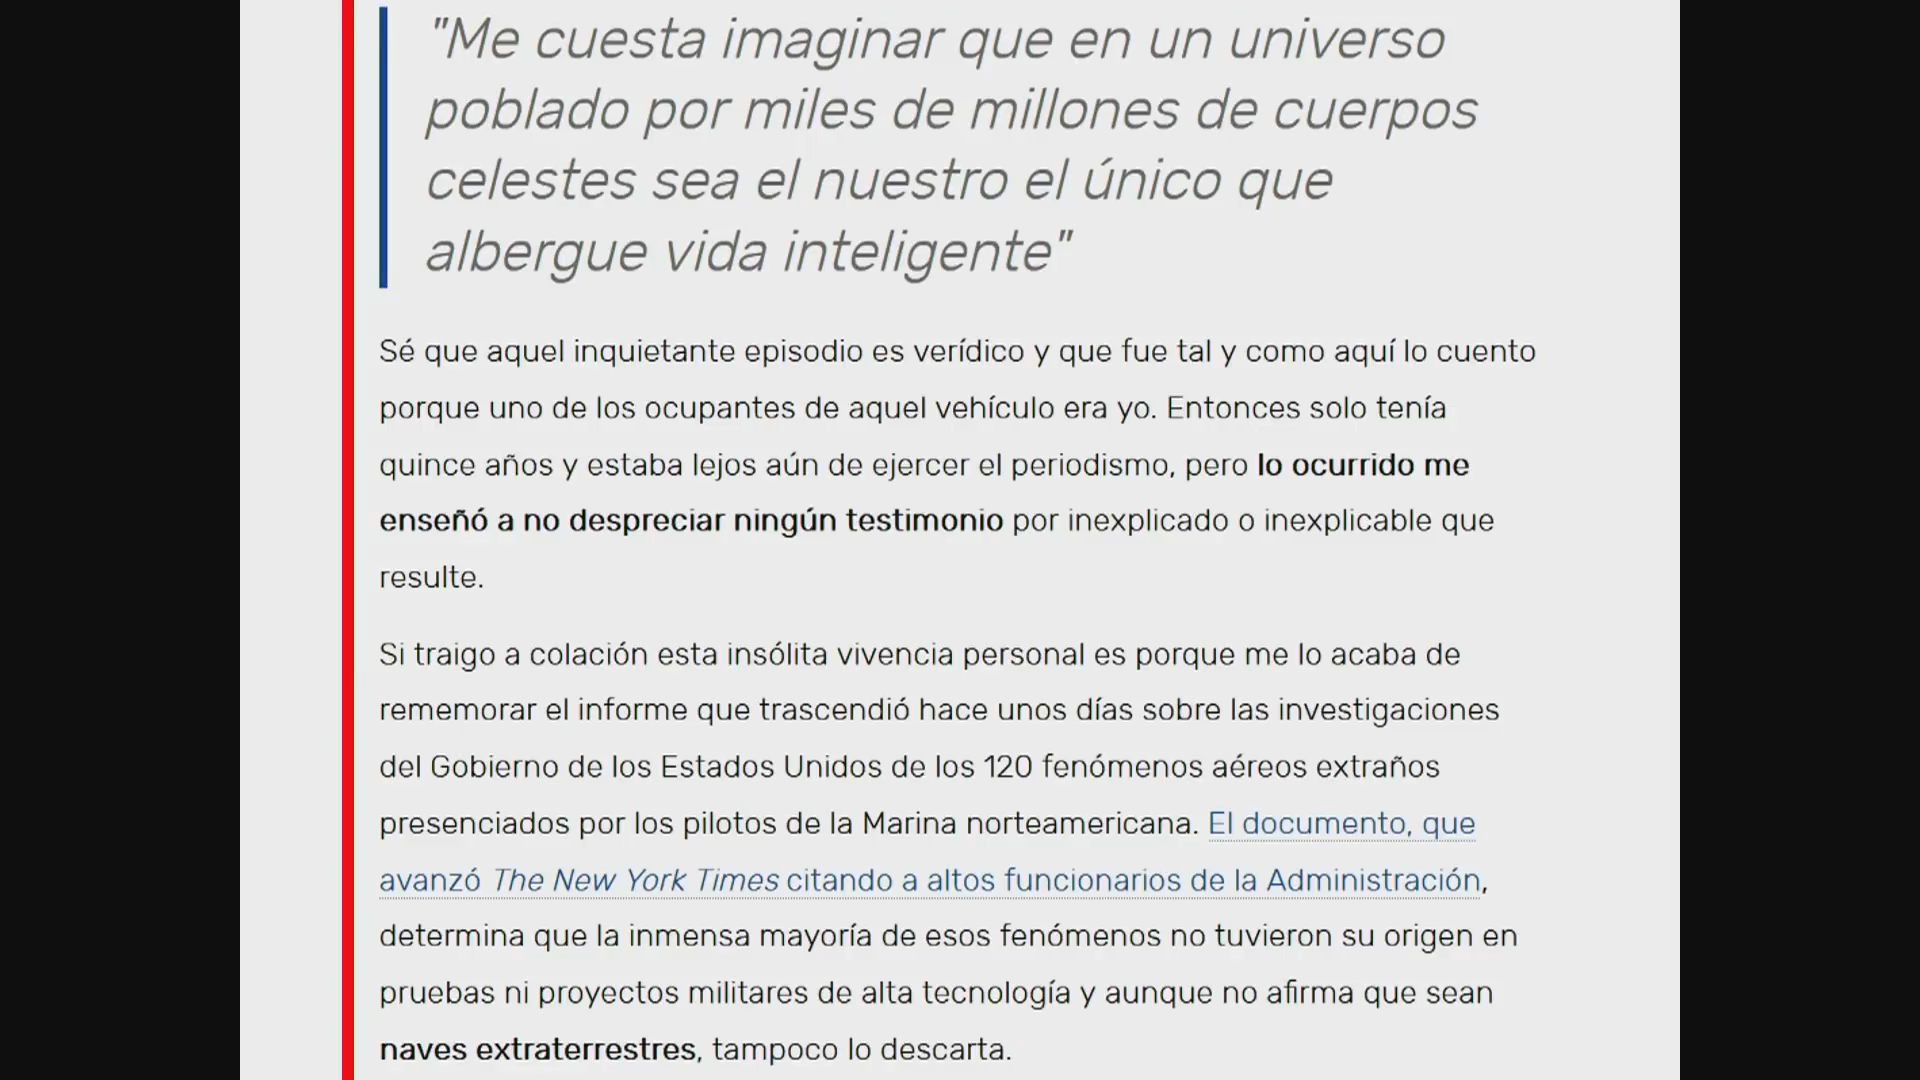 "Me cuesta imaginar que en un universo
poblado por miles de millones de cuerpos
celestes sea el nuestro el único que
albergue vida inteligente"
Sé que aquel inquietante episodio es verídico y que fue tal y como aquí lo cuento
porque uno de los ocupantes de aquel vehículo era yo. Entonces solo tenía
quince años y estaba lejos aún de ejercer el periodismo, pero lo ocurrido me
enseñó a no despreciar ningún testimonio por inexplicado o inexplicable que
resulte.
Si traigo a colación esta insólita vivencia personal es porque me lo acaba de
rememorar el informe que trascendió hace unos días sobre las investigaciones
del Gobierno de los Estados Unidos de los 120 fenómenos aéreos extraños
presenciados por los pilotos de la Marina norteamericana. El documento, que
avanzó The New York Times citando a altos funcionarios de la Administración,
determina que la inmensa mayoría de esos fenómenos no tuvieron su origen en
pruebas ni proyectos militares de alta tecnología y aunque no afirma que sean
naves extraterrestres, tampoco lo descarta.